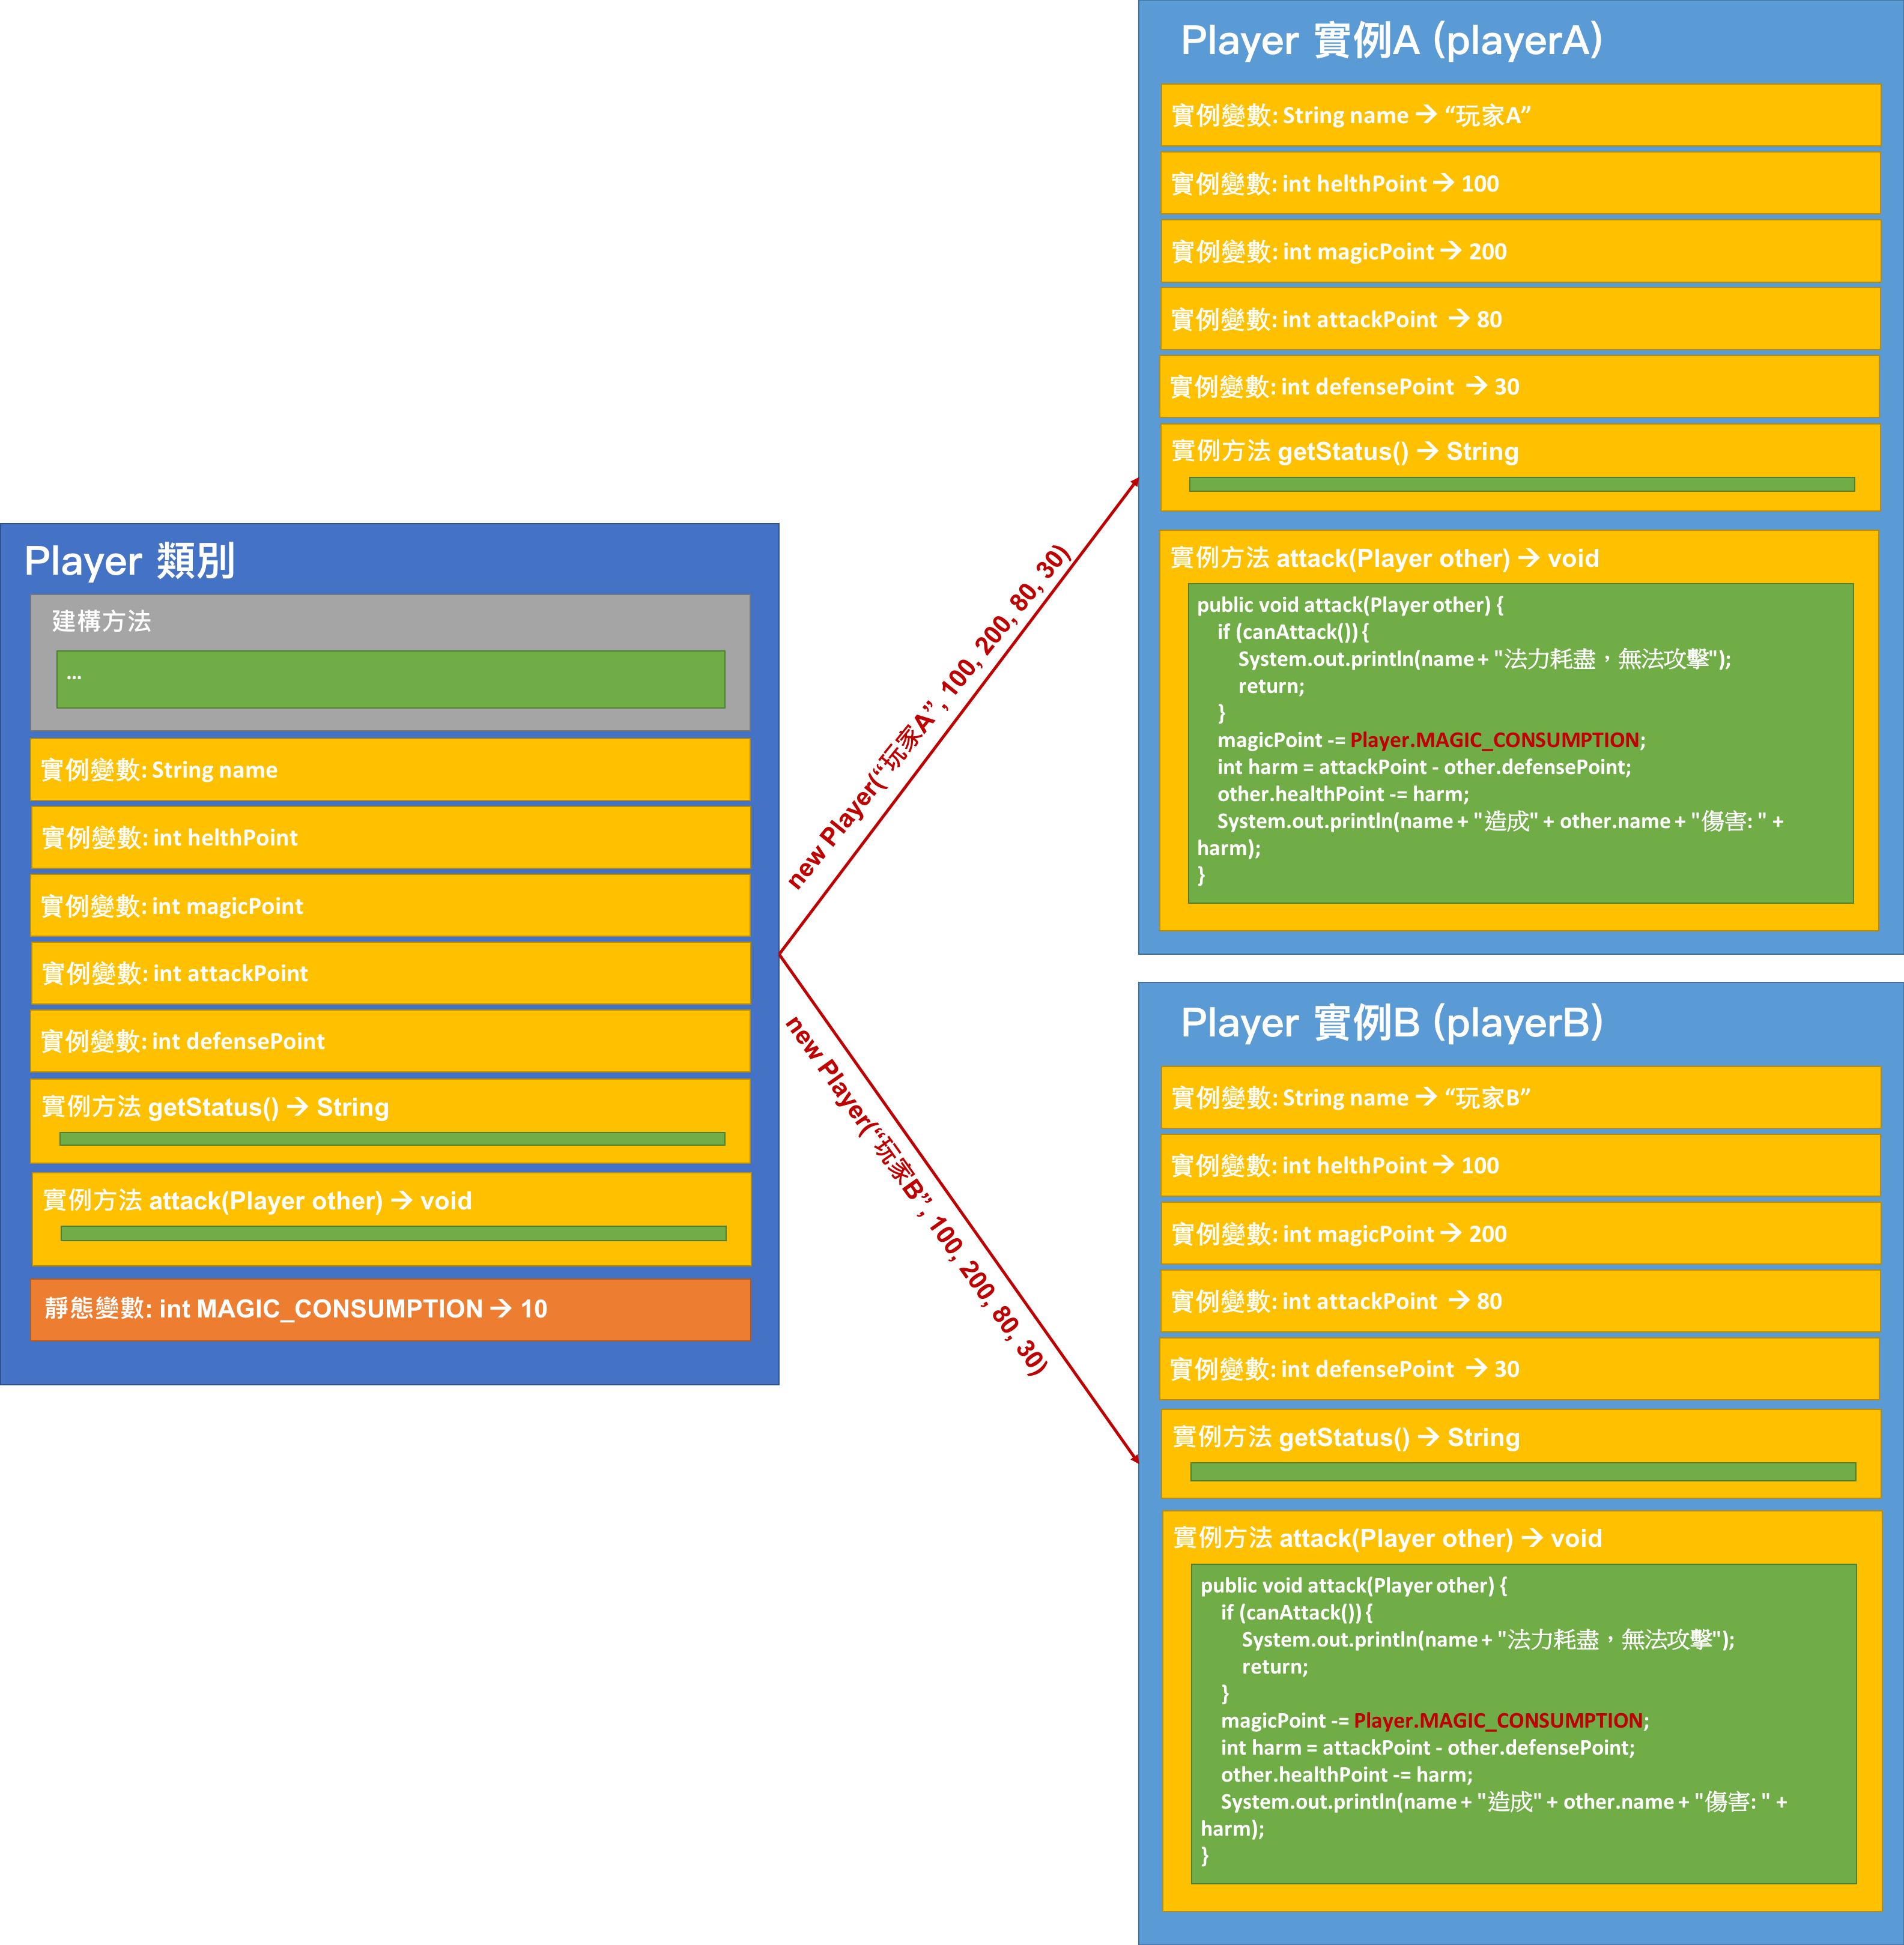 Player 類別
建構方法
...
實例變數: String name
實例變數: int helthPoint
實例變數: int magicPoint
實例變數: int attackPoint
實例變數: int defensePoint
實例方法 getStatus() → String
實例方法 attack(Player other) → void
靜態變數: int MAGIC_CONSUMPTION → 10
new Player(“玩家A”, 100, 200, 80, 30)
new Player(“玩家B”, 100, 200, 80, 30)
Player 實例A (playerA)
實例變數: String name → “玩家A”
實例變數: int helthPoint → 100
實例變數: int magicPoint → 200
實例變數: int attackPoint → 80
實例變數: int defensePoint → 30
實例方法 getStatus() → String
實例方法 attack(Player other) → void
public void attack(Player other) {
if (canAttack()) {
System.out.println(name + "法力耗盡，無法攻擊");
return;
}
magicPoint -= Player.MAGIC_CONSUMPTION;
int harm = attackPoint - other.defensePoint;
other.healthPoint -= harm;
System.out.println(name + "造成" + other.name + "傷害: " +
harm);
}
Player 實例B (playerB)
實例變數: String name → “玩家B”
實例變數: int helthPoint → 100
實例變數: int magicPoint → 200
實例變數: int attackPoint → 80
實例變數: int defensePoint → 30
實例方法 getStatus() → String
實例方法 attack(Player other) → void
public void attack(Player other) {
if (canAttack()) {
System.out.println(name + "法力耗盡，無法攻擊");
return;
}
magicPoint -= Player.MAGIC_CONSUMPTION;
int harm = attackPoint - other.defensePoint;
other.healthPoint -= harm;
System.out.println(name + "造成" + other.name + "傷害: " +
harm);
}